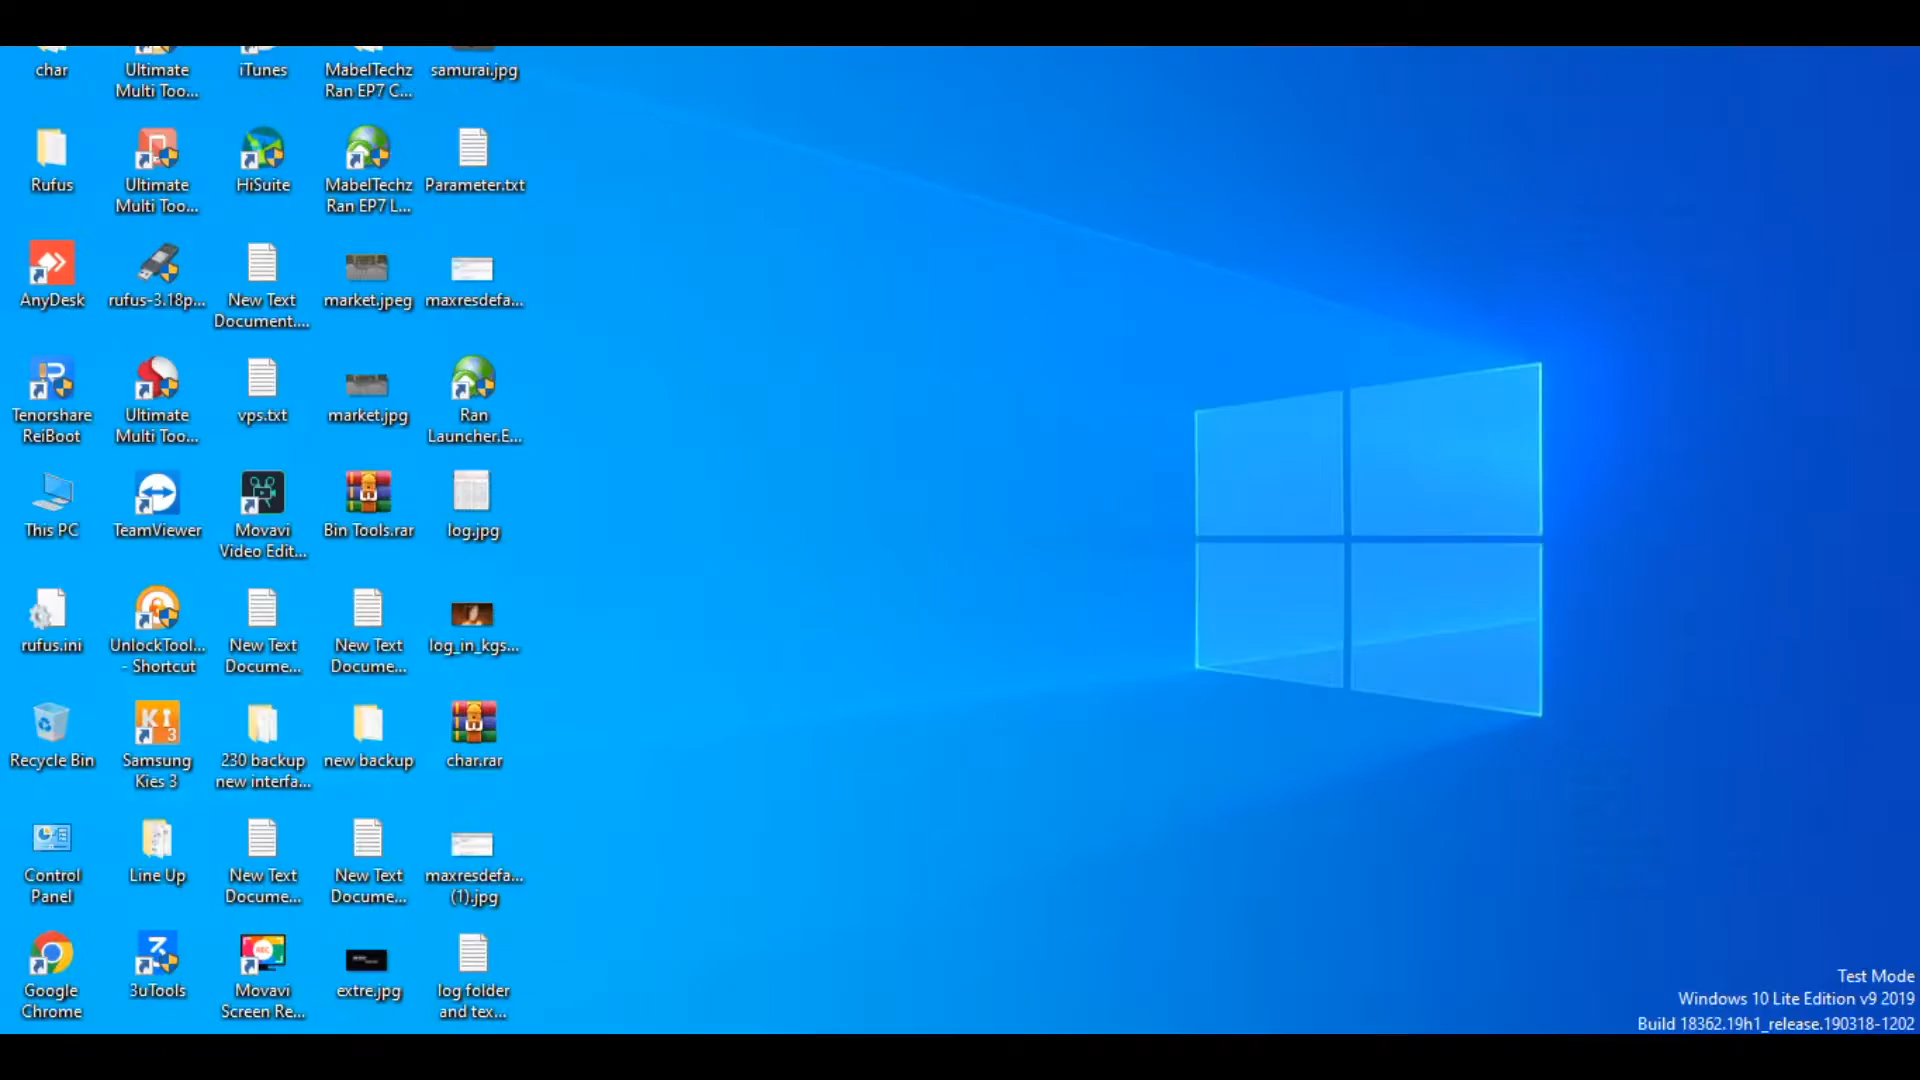 char
Ultimate
Multi Too...
iTunes
MabelTechz
Ran EP7 C...
samurai.jpg
Rufus
Ultimate
Multi Too...
HiSuite
MabelTechz
Ran EP7 L...
Parameter.txt
AnyDesk
rufus-3.18p...
New Text
Document....
market.jpeg
maxresdefa...
Tenorshare
ReiBoot
Ultimate
Multi Too...
vps.txt
market.jpg
Ran
Launcher.E...
This PC
TeamViewer
Movavi
Video Edit...
Bin Tools.rar
log.jpg
rufus.ini
UnlockTool...
- Shortcut
New Text
Docume...
New Text
Docume...
log_in_kgs...
Recycle Bin
Samsung
Kies 3
230 backup
new interfa...
new backup
char.rar
Control
Panel
Line Up
New Text
Docume...
New Text
Docume...
maxresdefa...
(1).jpg
Google
Chrome
3uTools
Movavi
Screen Re...
extre.jpg
log folder
and tex...
Test Mode
Windows 10 Lite Edition v9 2019
Build 18362.19h1_release.190318-1202